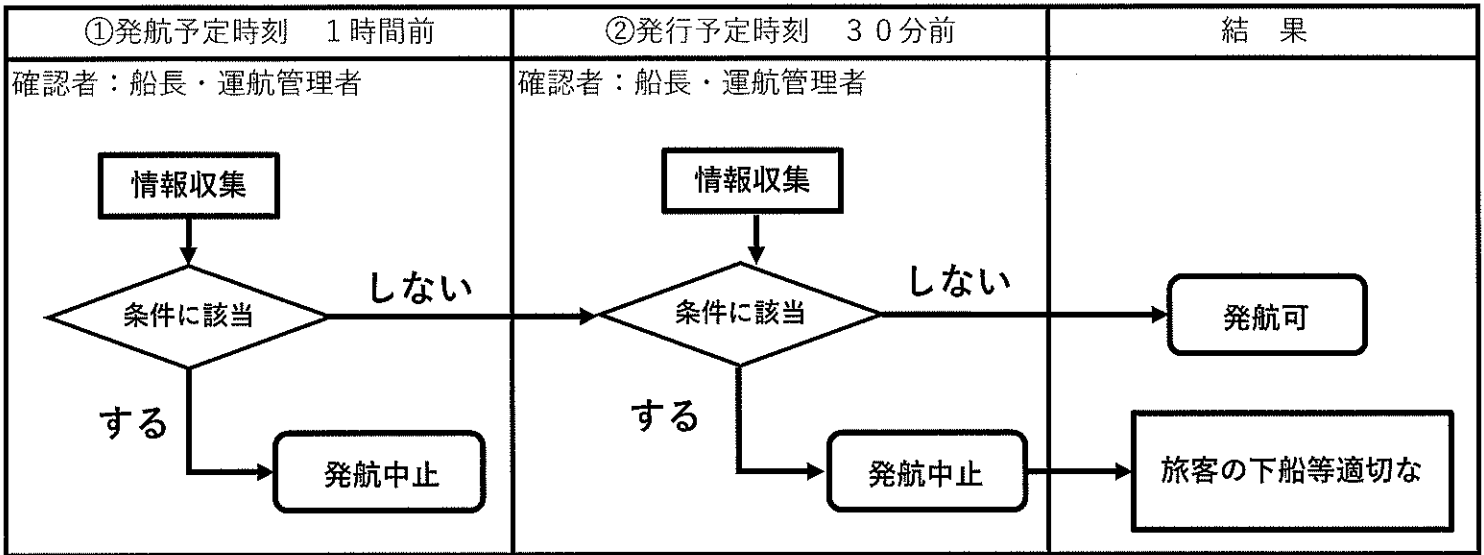 ①発航予定時刻　1時間前
②発行予定時刻　30分前
結　果
確認者：船長・運航管理者
確認者：船長・運航管理者
情報収集
情報収集
条件に該当
しない
条件に該当
しない
発航可
する
発航中止
する
発航中止
旅客の下船等適切な